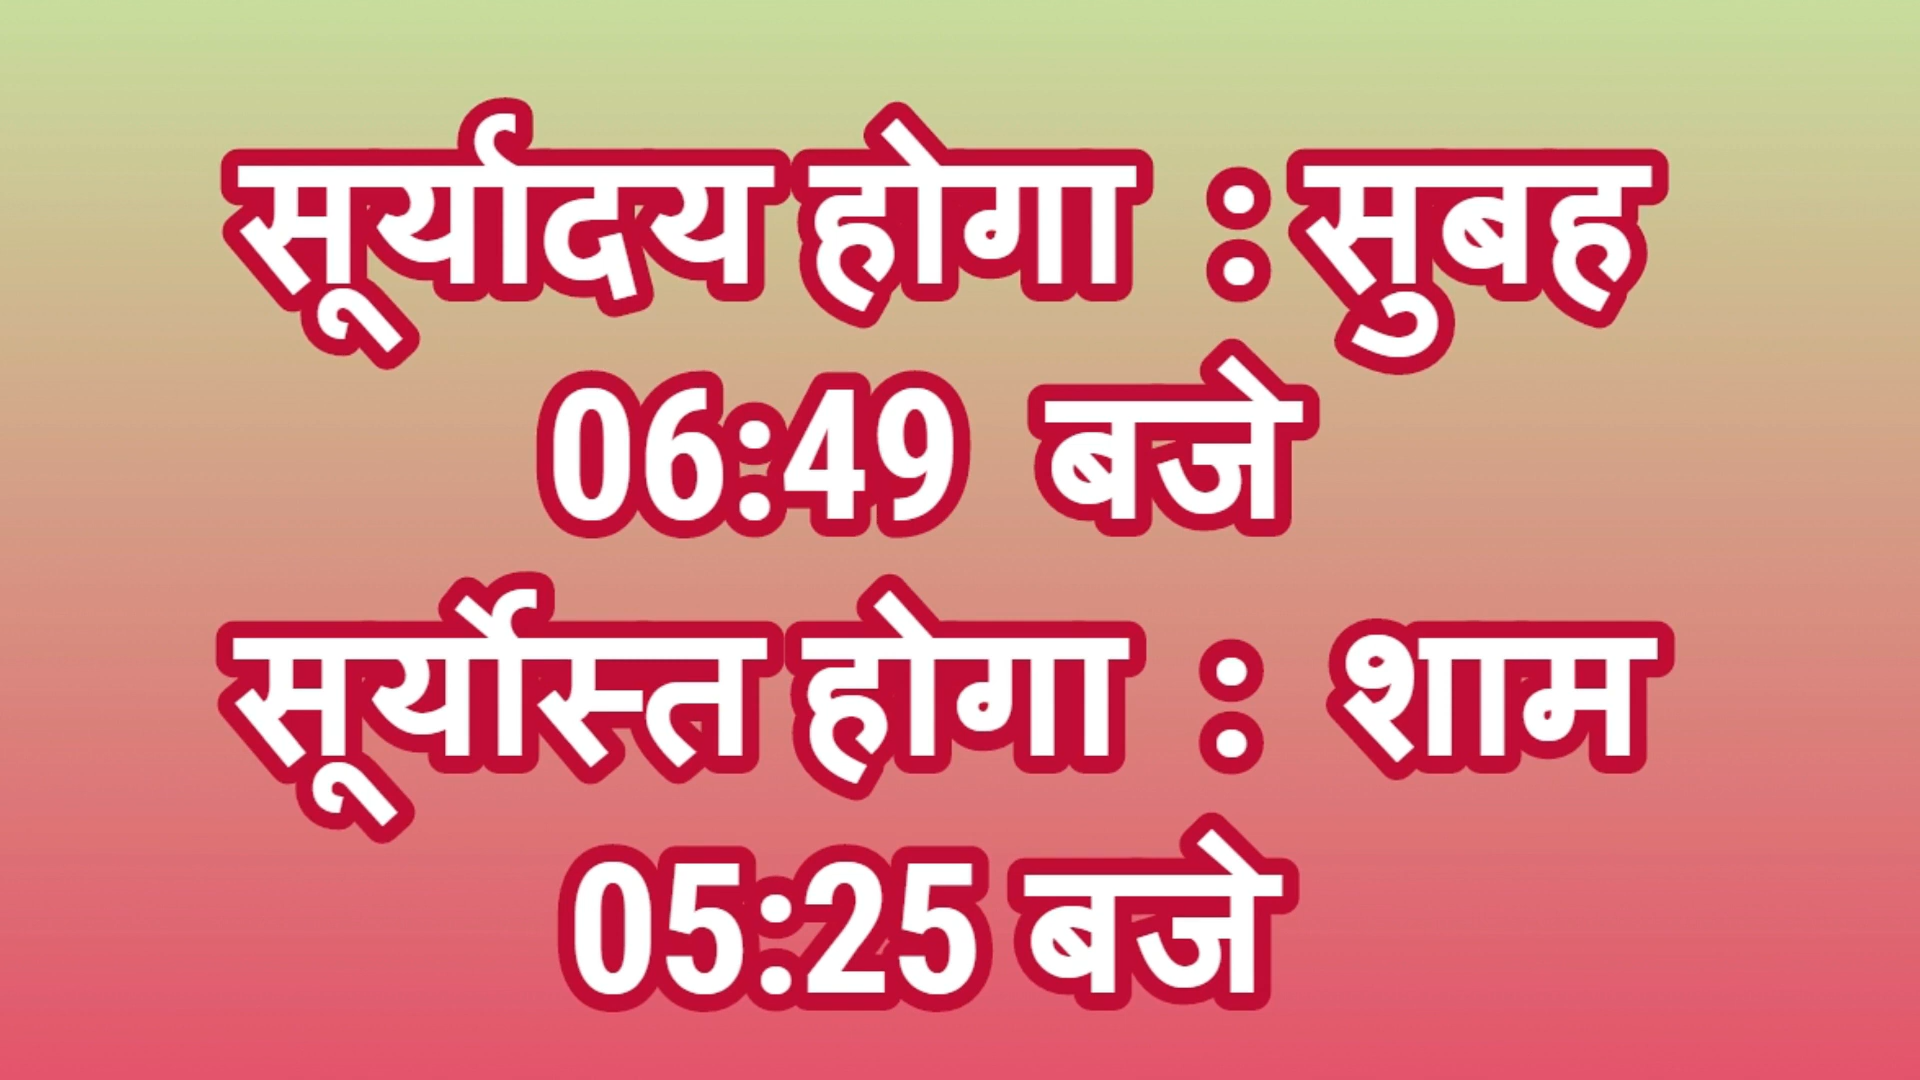 सूर्यादय होगा : सुबह
06:49 बजे
सूर्योस्त होगा : शाम
05:25 बजे